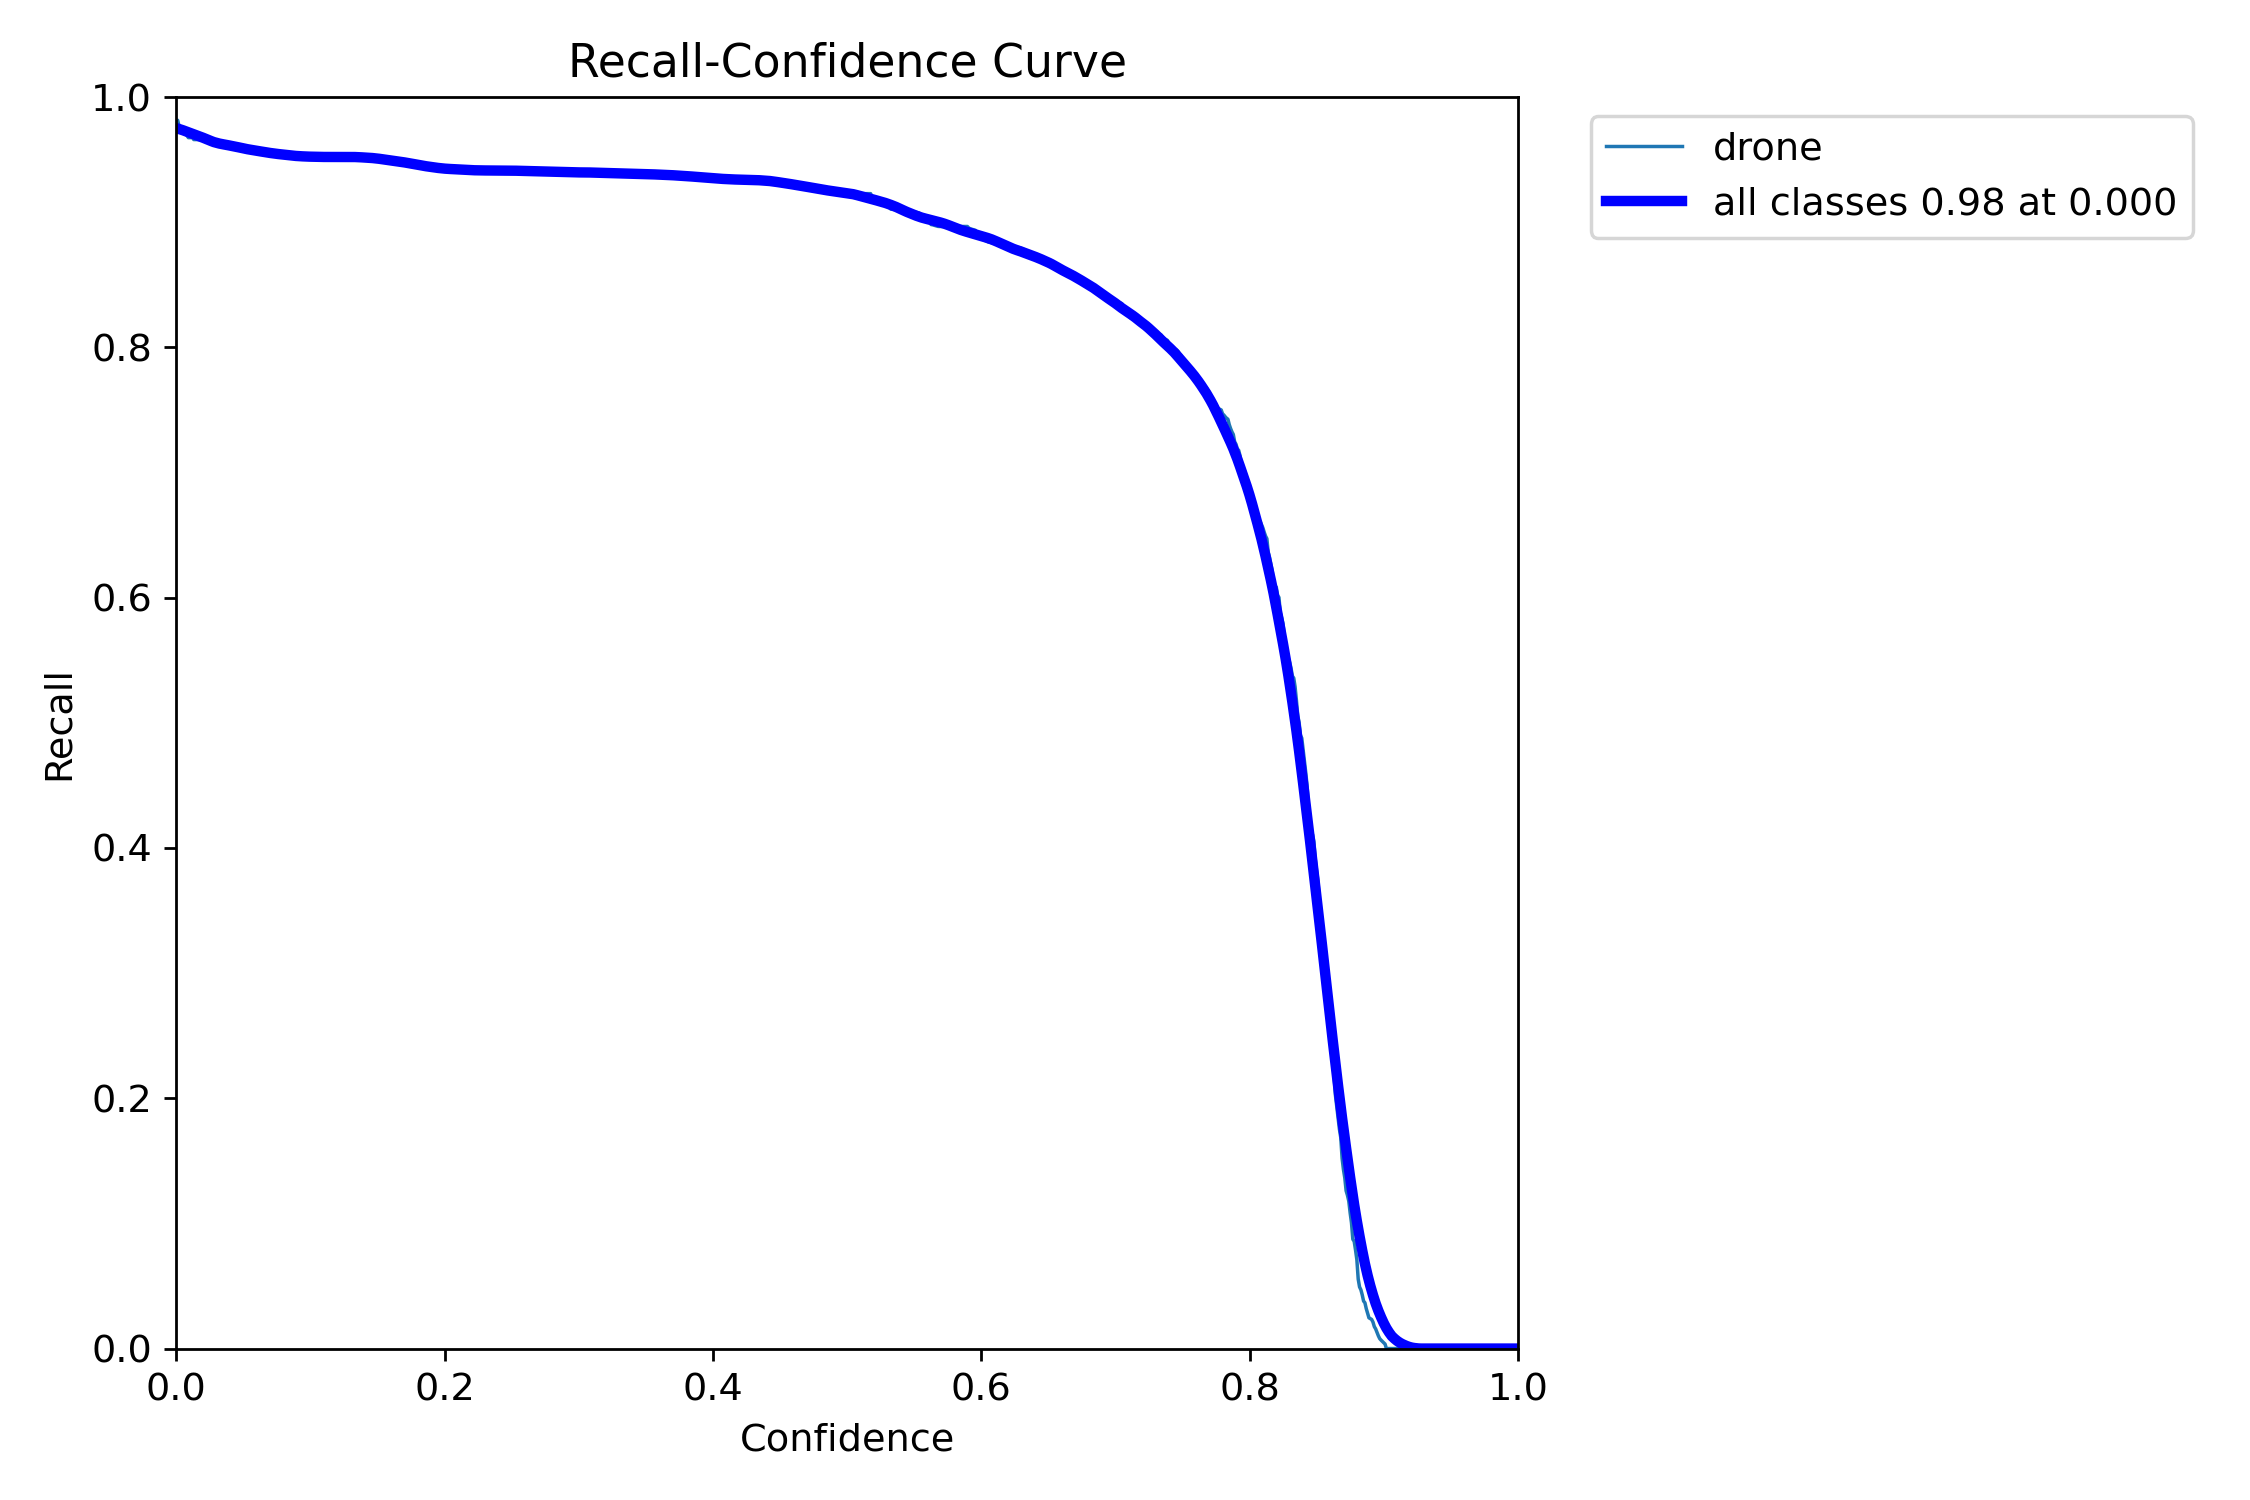 Recall-Confidence Curve
1.0
0.8
0.6
0.4
0.2
0.0
Recall
0.0 0.2 0.4 0.6 0.8 1.0
Confidence
drone
all classes 0.98 at 0.000